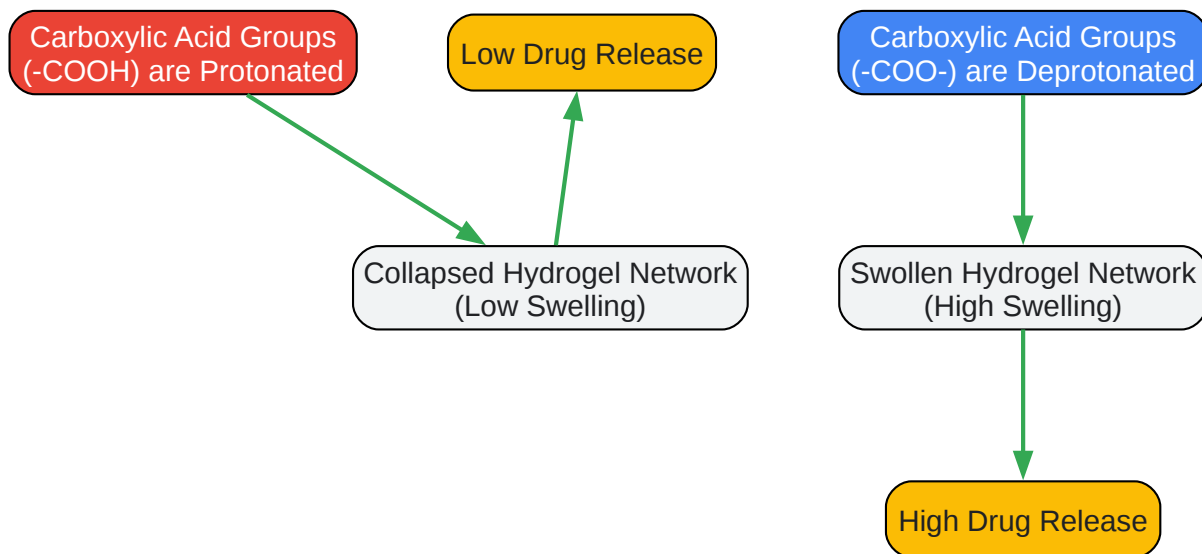 Carboxylic Acid Groups
(-COOH) are Protonated
Low Drug Release
Carboxylic Acid Groups
(-COO-) are Deprotonated
Collapsed Hydrogel Network
(Low Swelling)
Swollen Hydrogel Network
(High Swelling)
High Drug Release